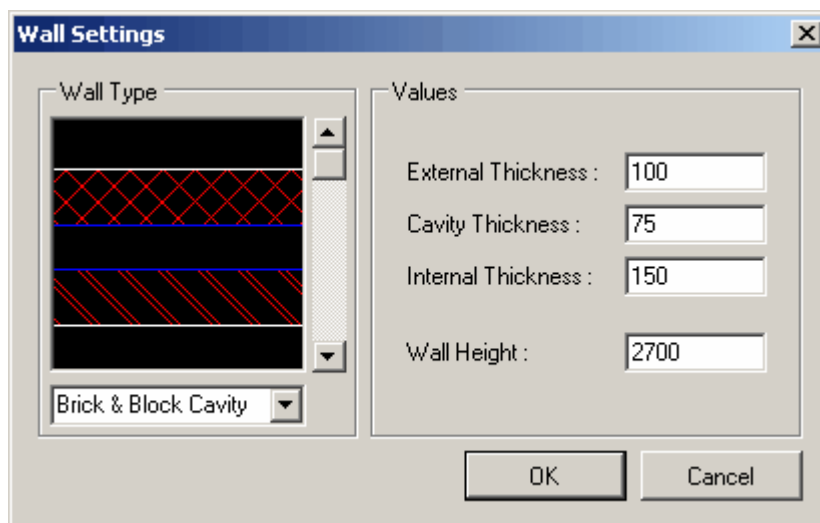 Wall Settings
Wall Type
Brick & Block Cavity
Values
External Thickness : 100
Cavity Thickness : 75
Internal Thickness : 150
Wall Height : 2700
OK
Cancel